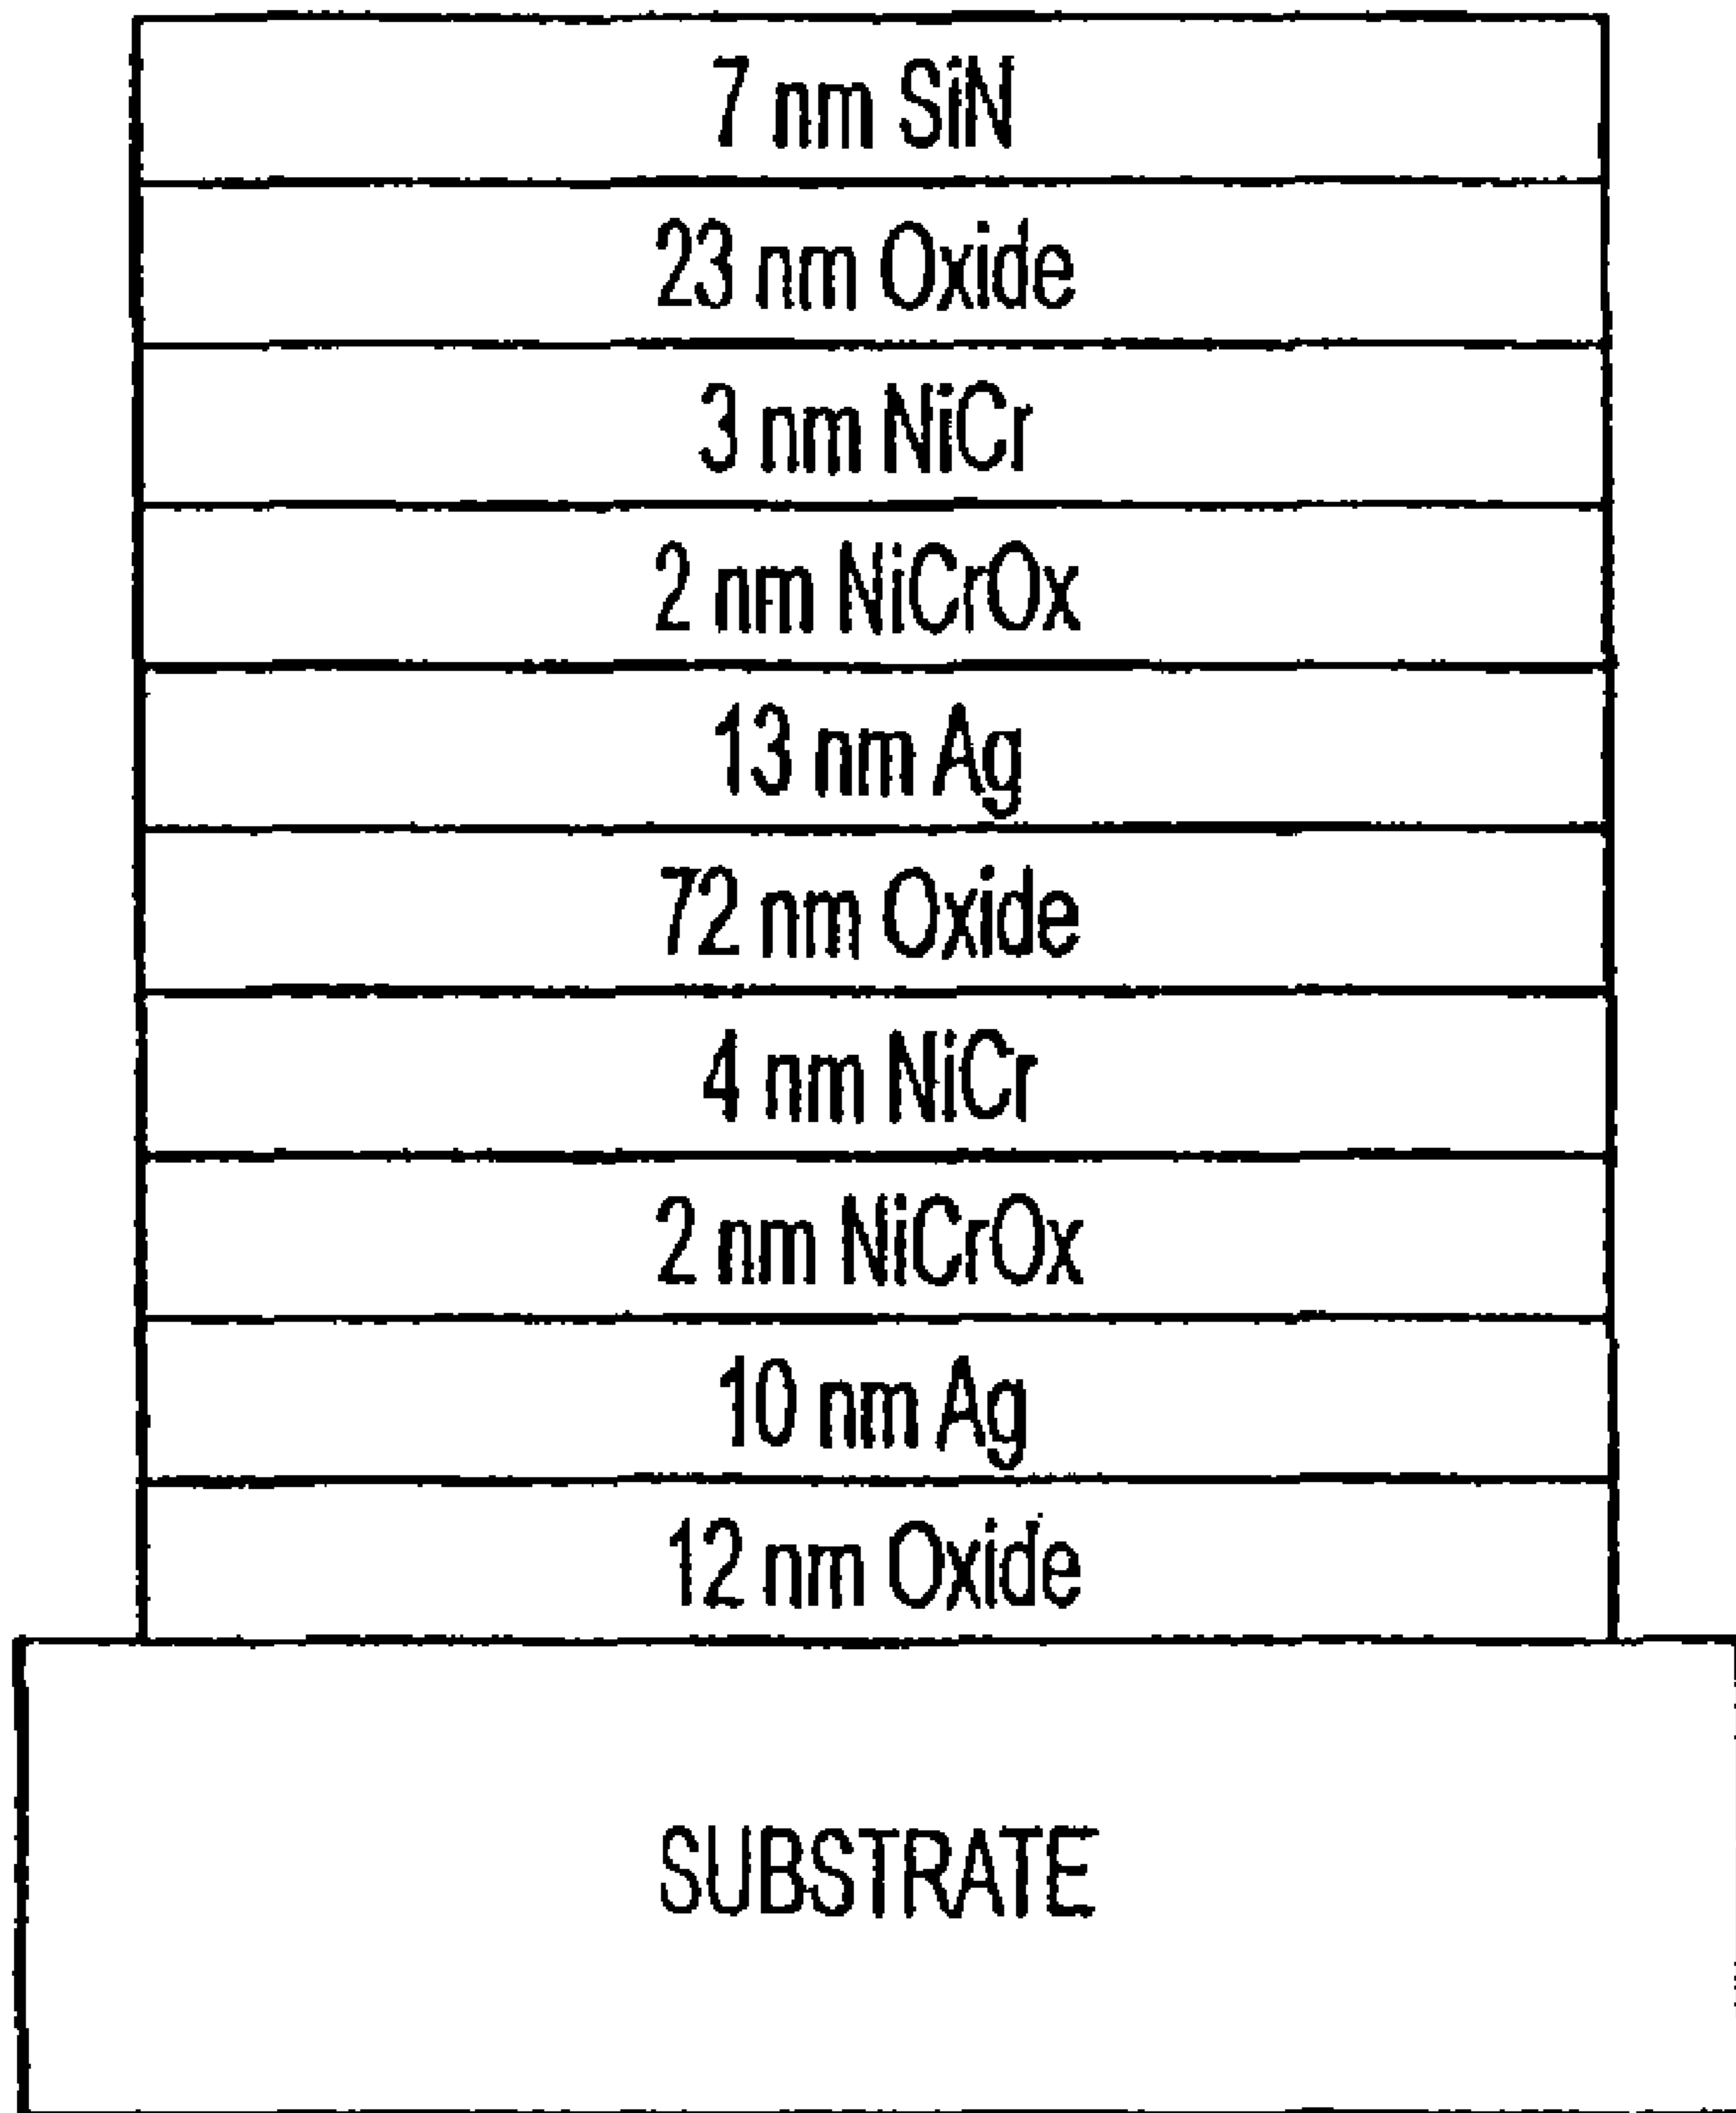 7 nm SiN
23 nm Oxide
3 nm NiCr
2 nm NiCrOx
13 nm Ag
72 nm Oxide
4 nm NiCr
2 nm NiCrOx
10 nm Ag
12 nm Oxide
SUBSTRATE